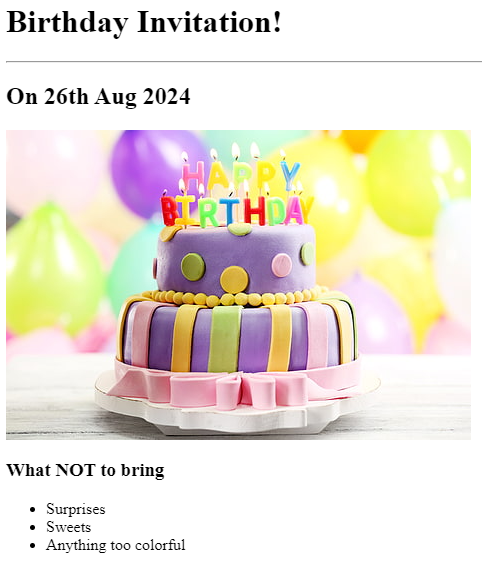 Birthday Invitation!
On 26th Aug 2024
HAPPY
BIRTHDAY
What NOT to bring
Surprises
Sweets
Anything too colorful